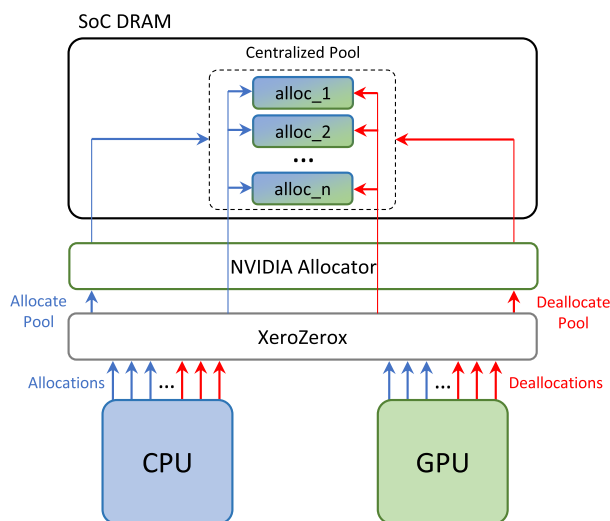 SoC DRAM
Centralized Pool
alloc_1
alloc_2
...
alloc_n
NVIDIA Allocator
Allocate
Pool
Deallocate
Pool
XeroZerox
Allocations
...
...
Deallocations
CPU
GPU